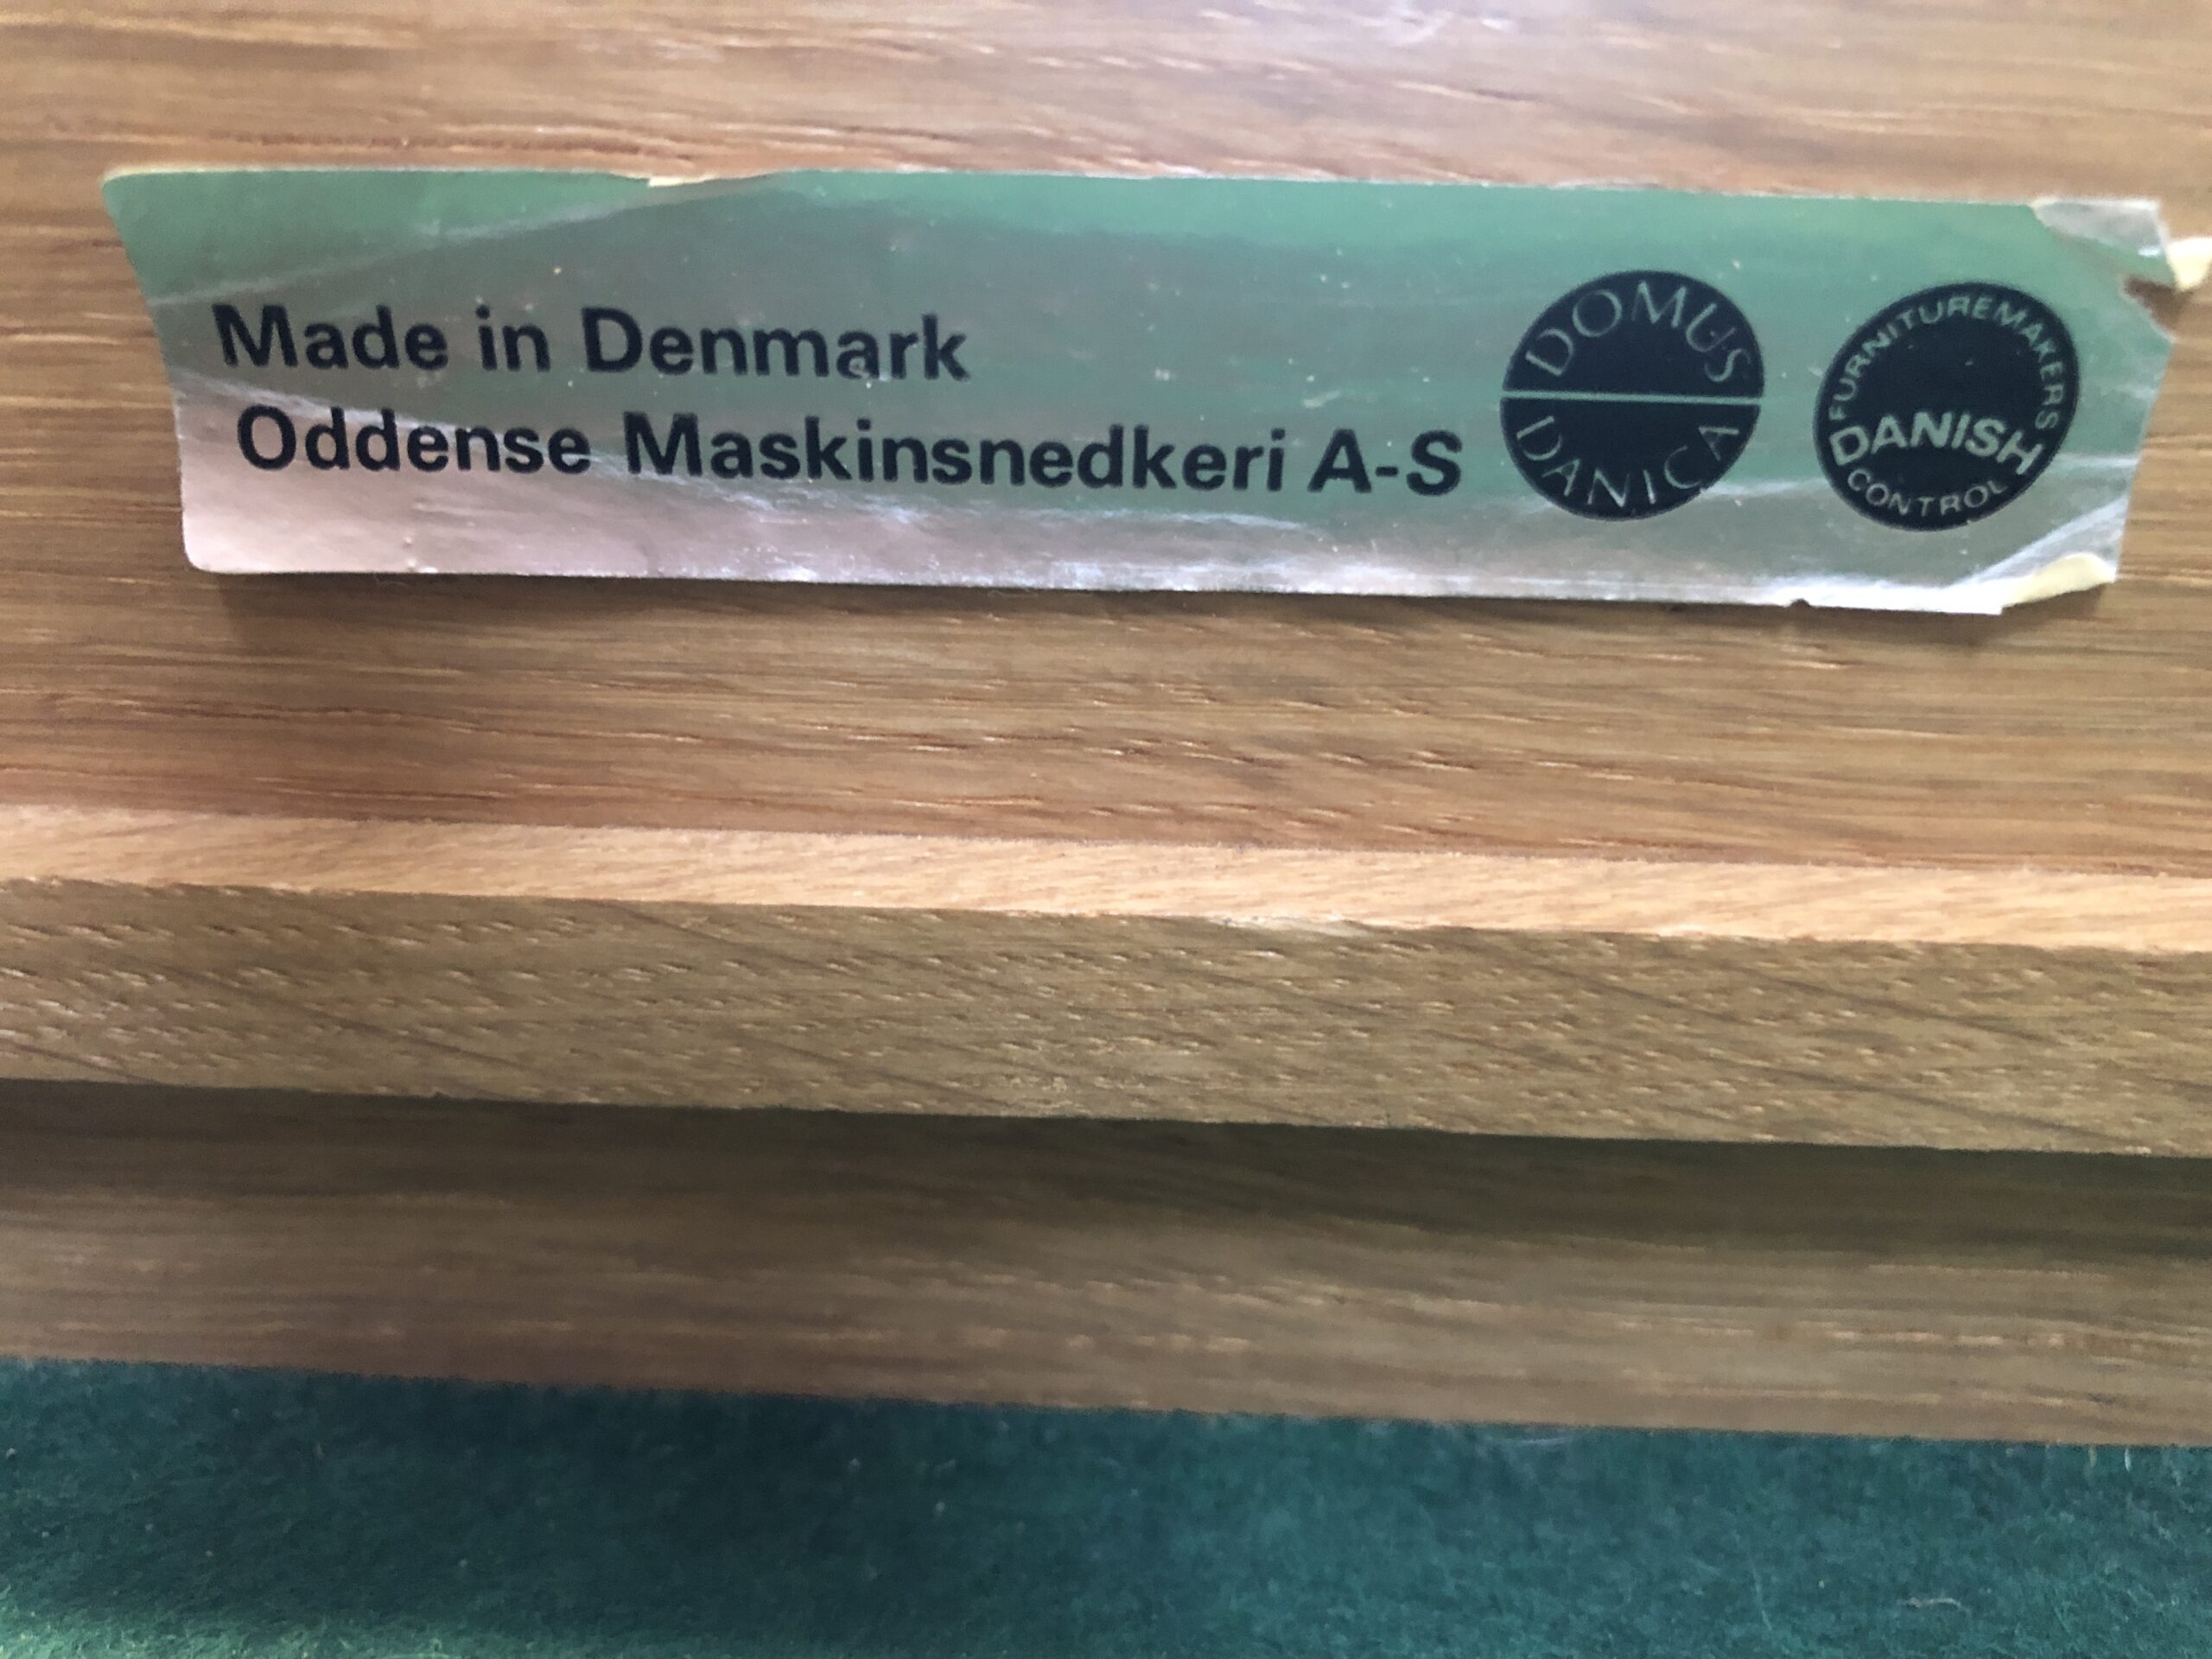 Made in Denmark
Oddense Maskinsnedkeri A-S
DOMUS
DANICA
FURNITUREMAKERS
DANISH
CONTROL